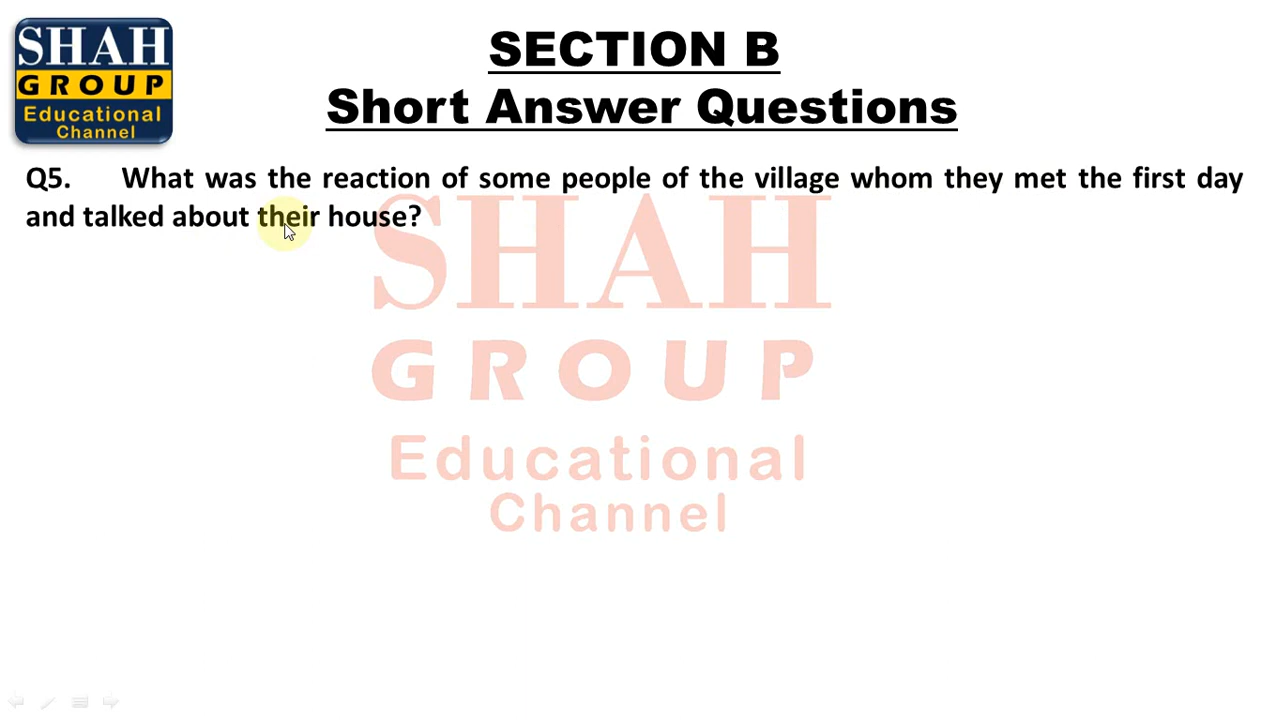 SHAH
GROUP
Educational
Channel
SECTION B
Short Answer Questions
Q5. What was the reaction of some people of the village whom they met the first day
and talked about their house?
SHAH
GROUP
Educational
Channel